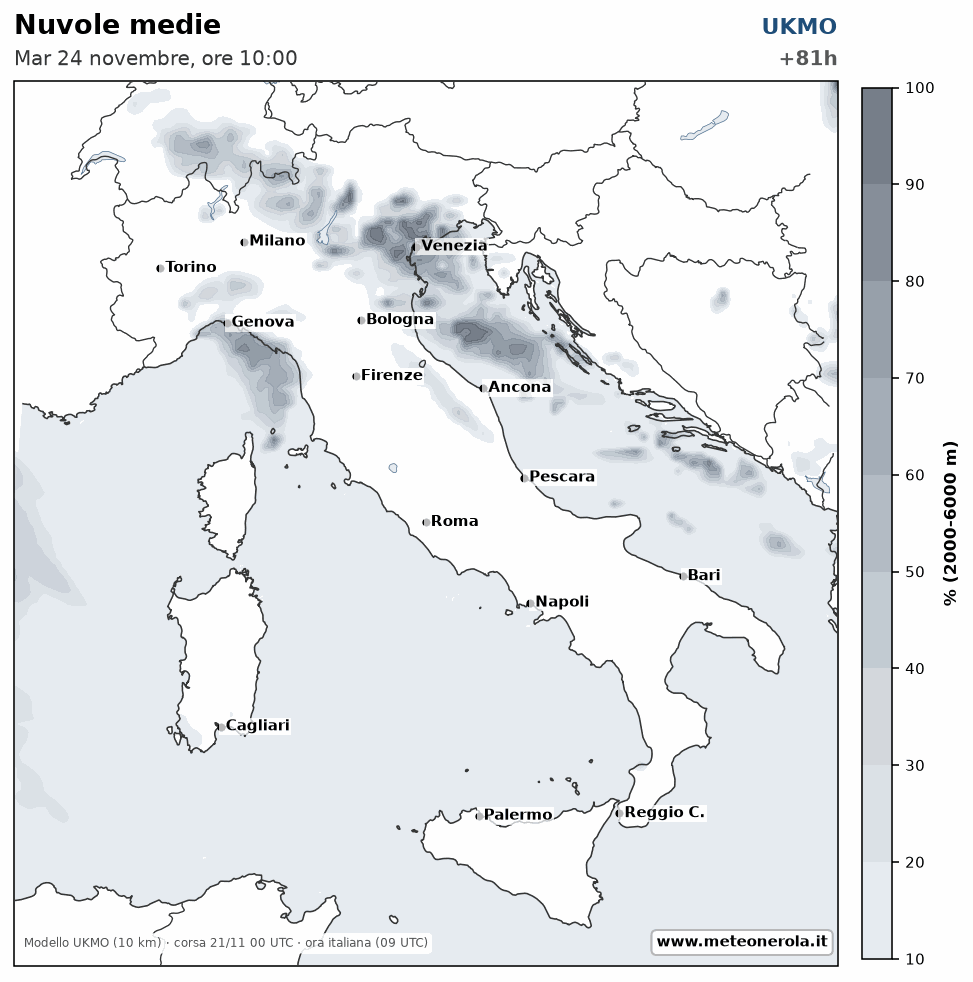 Nuvole medie
UKMO
Mar 24 novembre, ore 10:00
+81h
100
90
80
70
60
50
40
30
20
10
% (2000-6000 m)
Milano
Venezia
Torino
Genova
Bologna
Firenze
Ancona
Pescara
Roma
Bari
Napoli
Cagliari
Palermo
Reggio C.
Modello UKMO (10 km) · corsa 21/11 00 UTC · ora italiana (09 UTC)
www.meteonerola.it